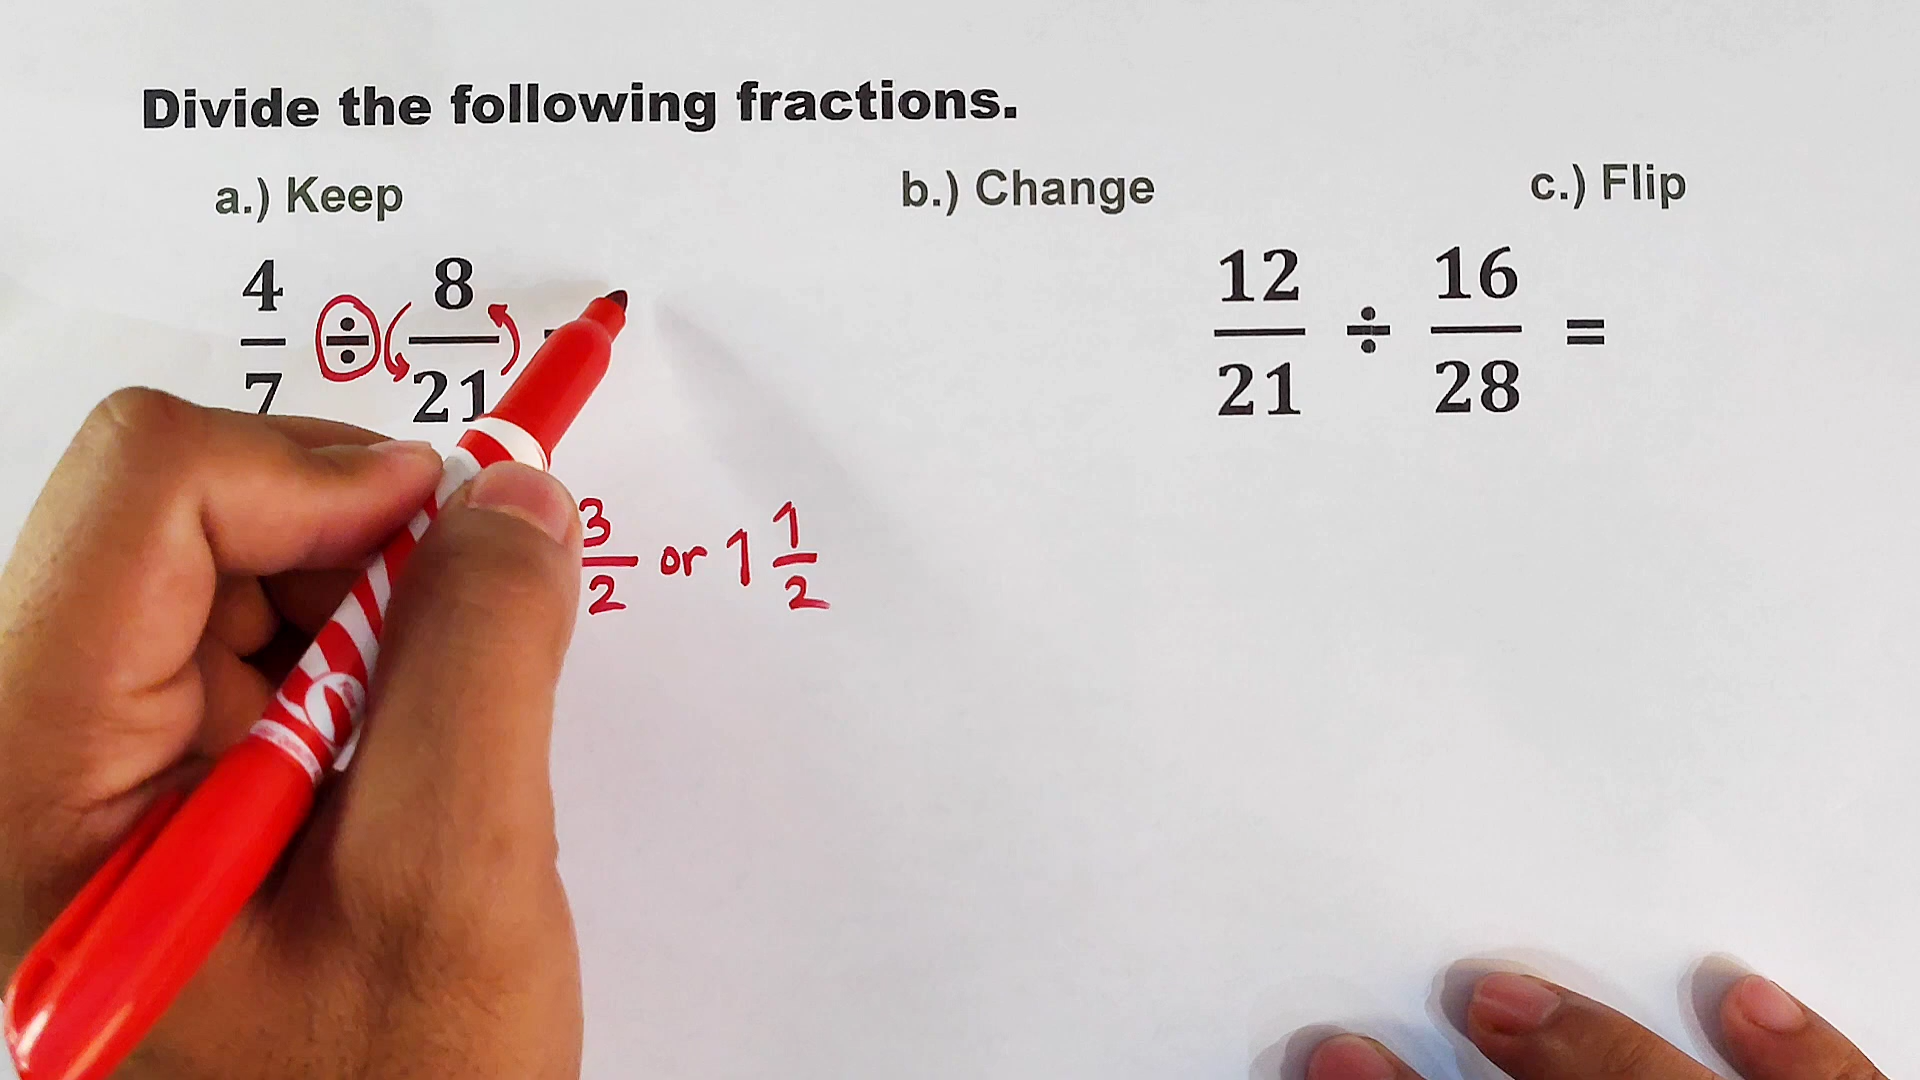 Divide the following fractions.
a.) Keep b.) Change c.) Flip
4/7 ÷ 8/21 12/21 ÷ 16/28 =
3/2 or 1 1/2